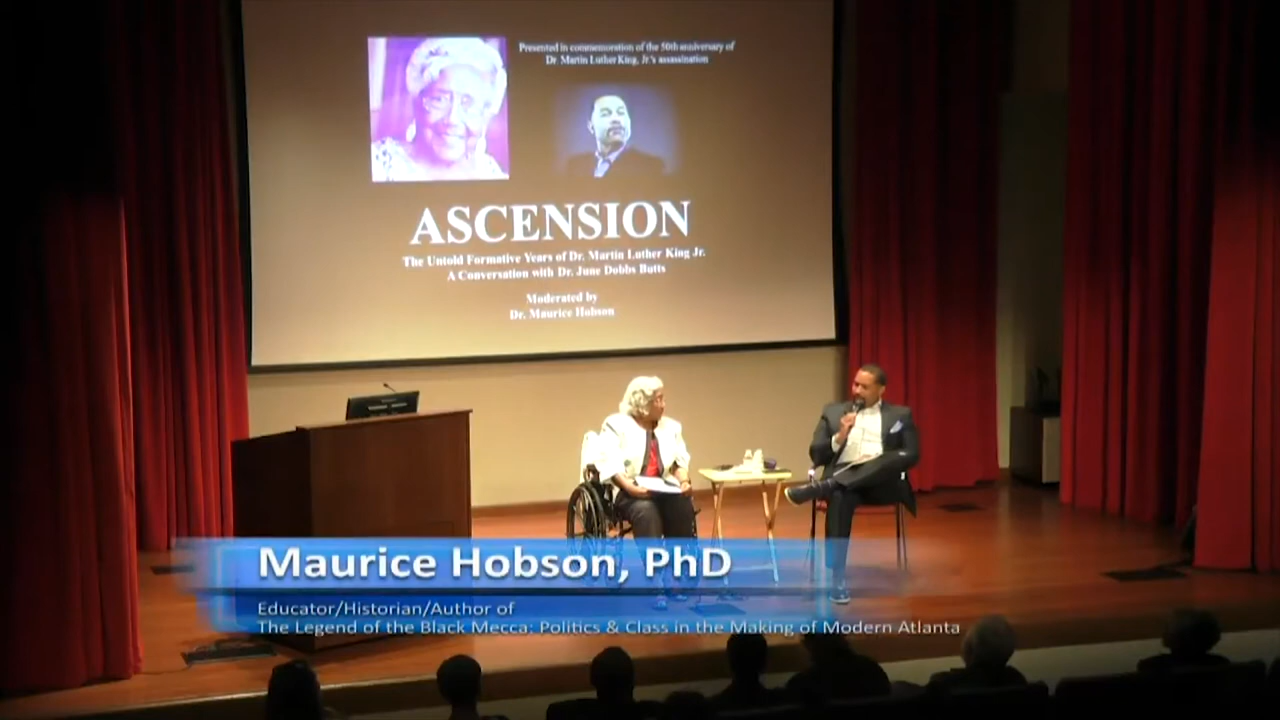 Presented in commemoration of the 50th anniversary of
Dr. Martin Luther King, Jr's assassination
ASCENSION
The Untold Formative Years of Dr. Martin Luther King Jr.
A Conversation with Dr. June Dobbs Butts
Moderated by
Dr. Maurice Hobson
Maurice Hobson, PhD
Educator/Historian/Author of
The Legend of the Black Mecca: Politics & Class in the Making of Modern Atlanta